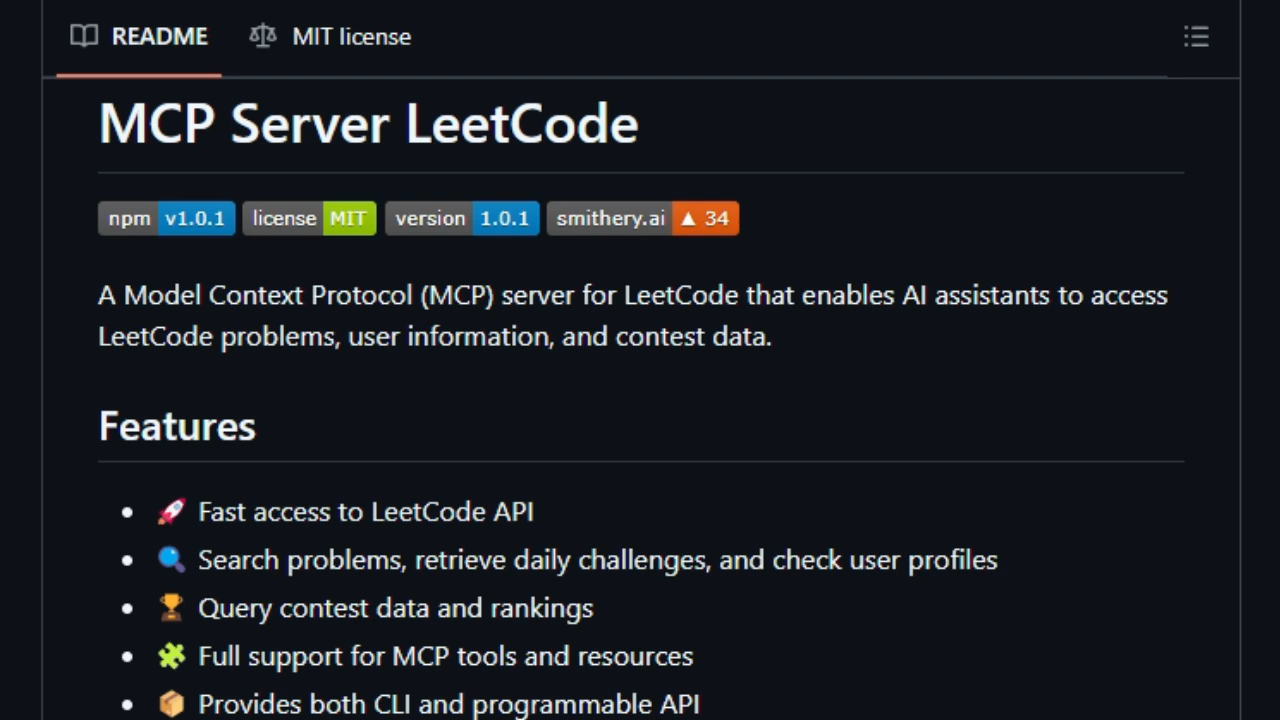 README MIT license
MCP Server LeetCode
npm v1.0.1 license MIT version 1.0.1 smithery.ai ▲ 34
A Model Context Protocol (MCP) server for LeetCode that enables AI assistants to access
LeetCode problems, user information, and contest data.
Features
• 🚀 Fast access to LeetCode API
• 🔍 Search problems, retrieve daily challenges, and check user profiles
• 🏆 Query contest data and rankings
• 🧩 Full support for MCP tools and resources
• 📦 Provides both CLI and programmable API